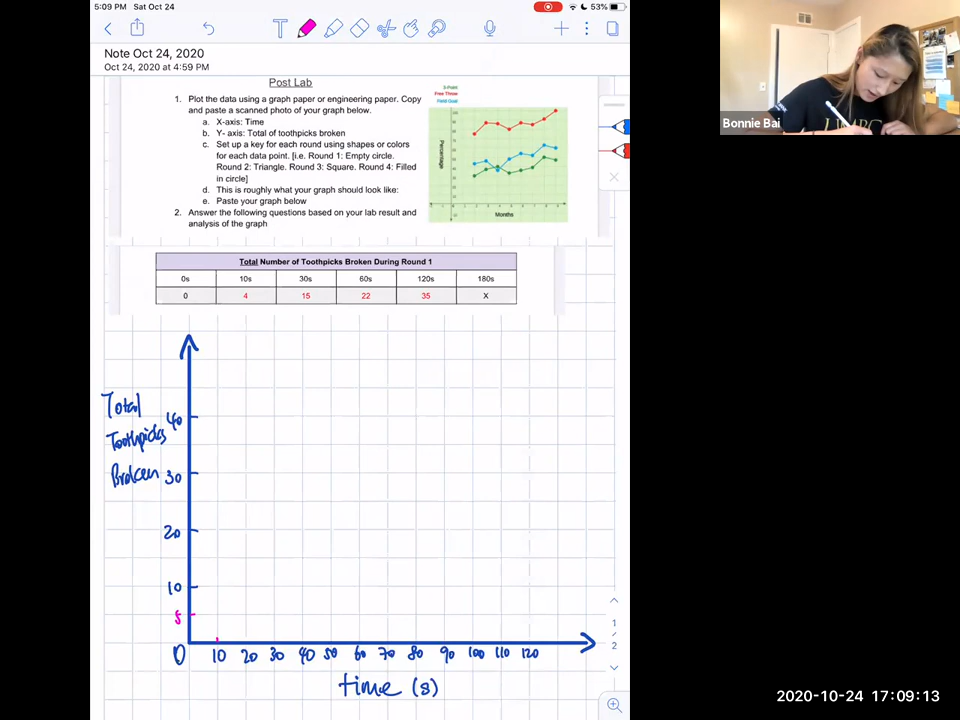 5:09 PM Sat Oct 24
53%
Note Oct 24, 2020
Oct 24, 2020 at 4:59 PM
Post Lab
1. Plot the data using a graph paper or engineering paper. Copy
and paste a scanned photo of your graph below.
a. X-axis: Time
b. Y- axis: Total of toothpicks broken
c. Set up a key for each round using shapes or colors
for each data point. [i.e. Round 1: Empty circle.
Round 2: Triangle. Round 3: Square. Round 4: Filled
in circle]
d. This is roughly what your graph should look like:
e. Paste your graph below
2. Answer the following questions based on your lab result and
analysis of the graph
3-Point
Free Throw
Field Goal
Percentage
Months
Total Number of Toothpicks Broken During Round 1
0s 10s 30s 60s 120s 180s
0 4 15 22 35 X
Total
Toothpicks
Broken
40
30
20
10
5
0 10 20 30 40 50 60 70 80 90 100 110 120
time (s)
1
2
Bonnie Bai
UMBC
2020-10-24 17:09:13